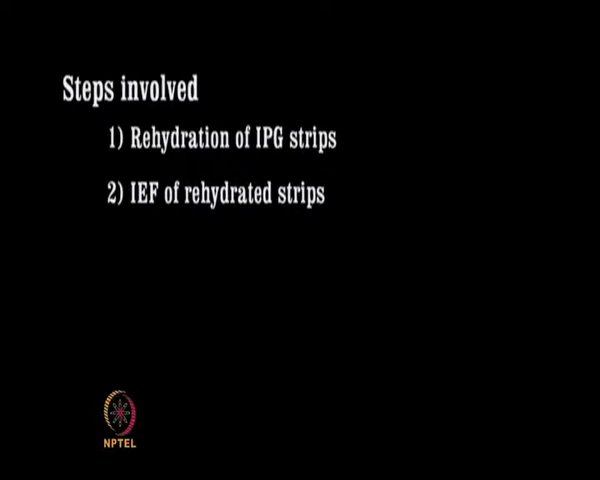 Steps involved
1) Rehydration of IPG strips
2) IEF of rehydrated strips
NPTEL